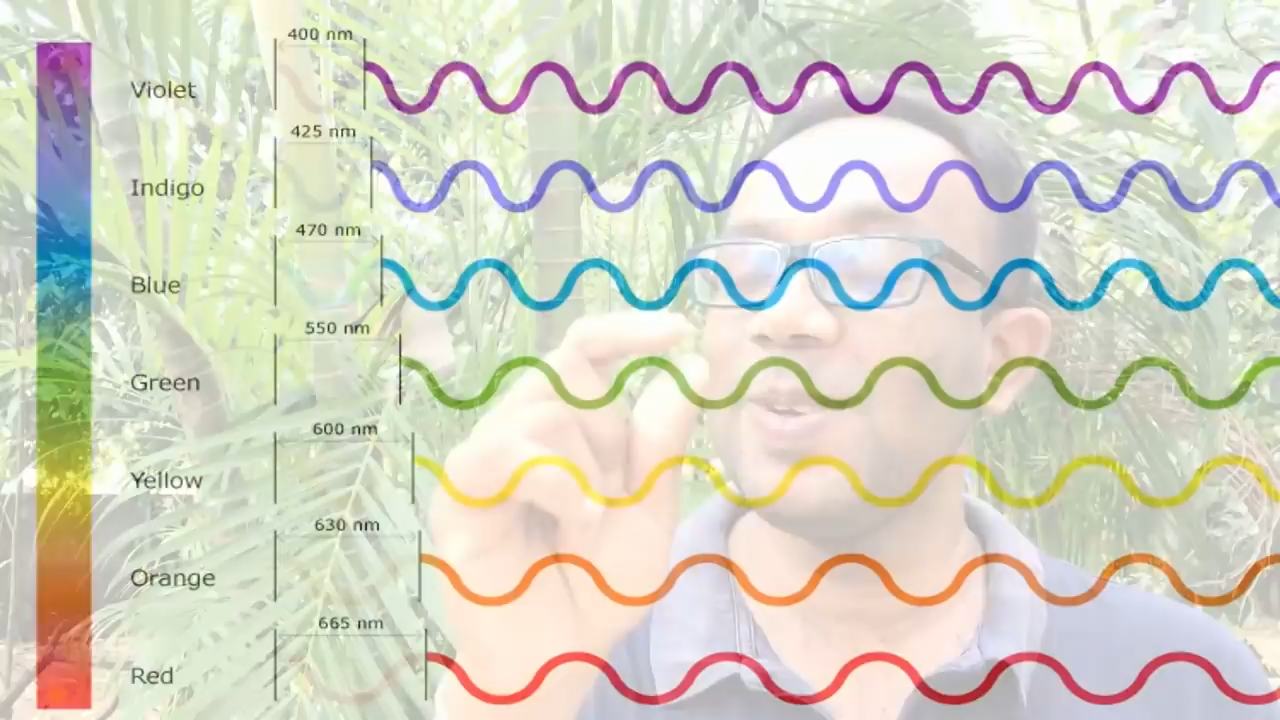 400 nm
Violet
425 nm
Indigo
470 nm
Blue
550 nm
Green
600 nm
Yellow
630 nm
Orange
665 nm
Red